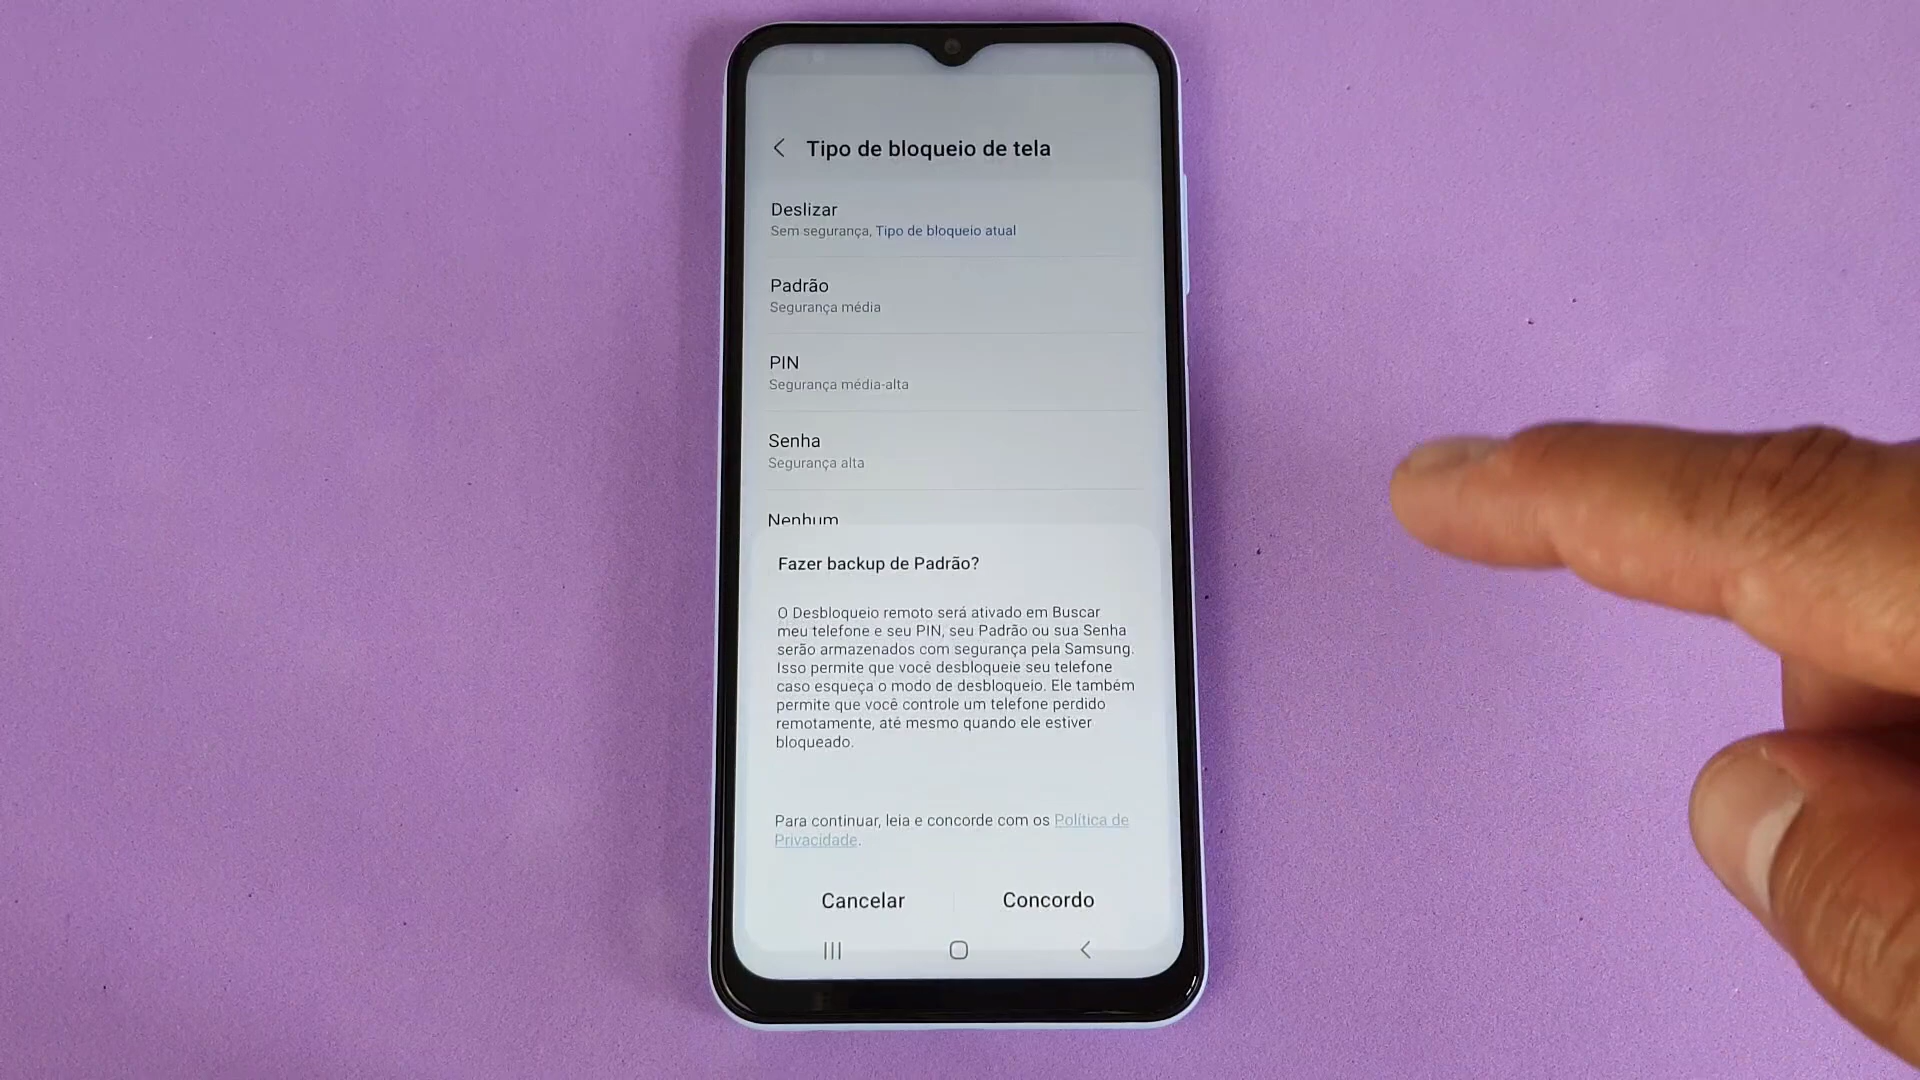 Tipo de bloqueio de tela
Deslizar
Sem segurança, Tipo de bloqueio atual
Padrão
Segurança média
PIN
Segurança média-alta
Senha
Segurança alta
Nenhum
Fazer backup de Padrão?
O Desbloqueio remoto será ativado em Buscar
meu telefone e seu PIN, seu Padrão ou sua Senha
serão armazenados com segurança pela Samsung.
Isso permite que você desbloqueie seu telefone
caso esqueça o modo de desbloqueio. Ele também
permite que você controle um telefone perdido
remotamente, até mesmo quando ele estiver
bloqueado.
Para continuar, leia e concorde com os Política de
Privacidade.
Cancelar
Concordo